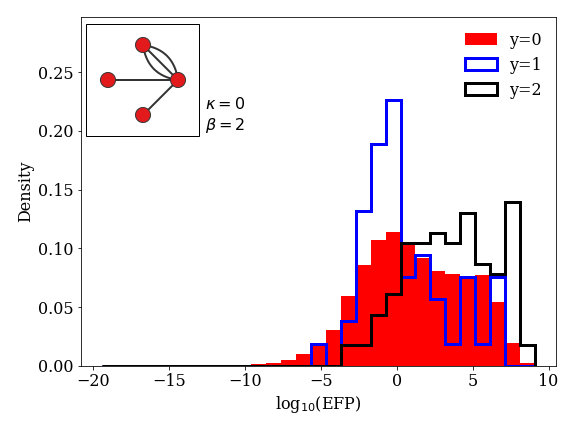 κ = 0
β = 2
y=0
y=1
y=2
Density
0.25
0.20
0.15
0.10
0.05
0.00
−20 −15 −10 −5 0 5 10
log₁₀(EFP)